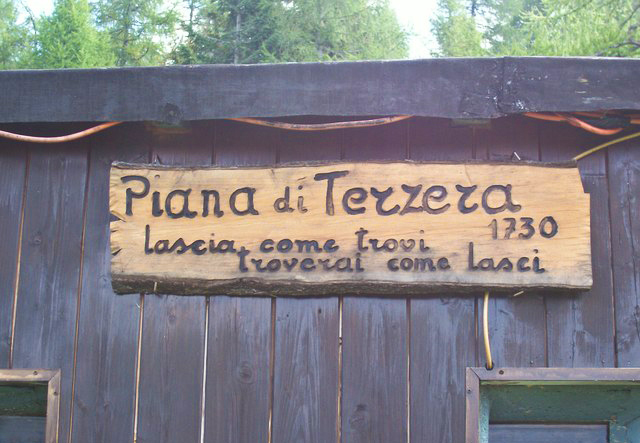 Piana di Terzera
1730
lascia come trovi
troverai come lasci